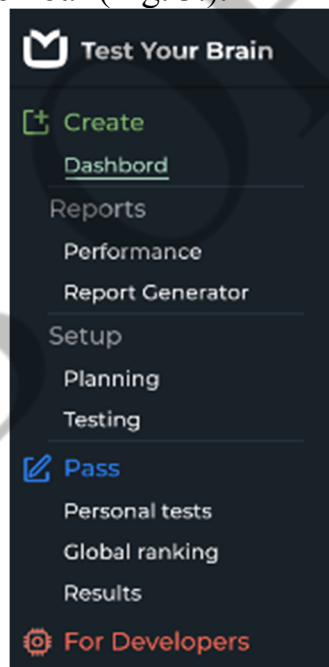 Test Your Brain
Create
Dashbord
Reports
Performance
Report Generator
Setup
Planning
Testing
Pass
Personal tests
Global ranking
Results
For Developers